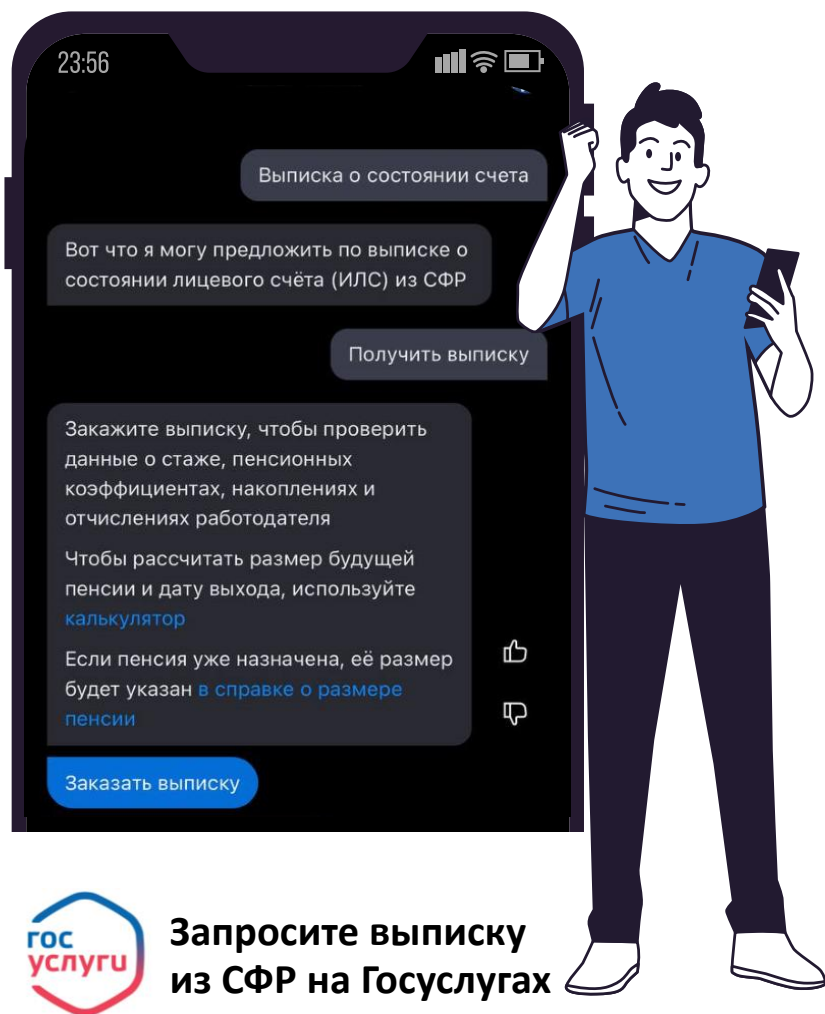 23:56
Выписка о состоянии счета
Вот что я могу предложить по выписке о
состоянии лицевого счёта (ИЛС) из СФР
Получить выписку
Закажите выписку, чтобы проверить
данные о стаже, пенсионных
коэффициентах, накоплениях и
отчислениях работодателя
Чтобы рассчитать размер будущей
пенсии и дату выхода, используйте
калькулятор
Если пенсия уже назначена, её размер
будет указан в справке о размере
пенсии
Заказать выписку
гос
услуги
Запросите выписку
из СФР на Госуслугах